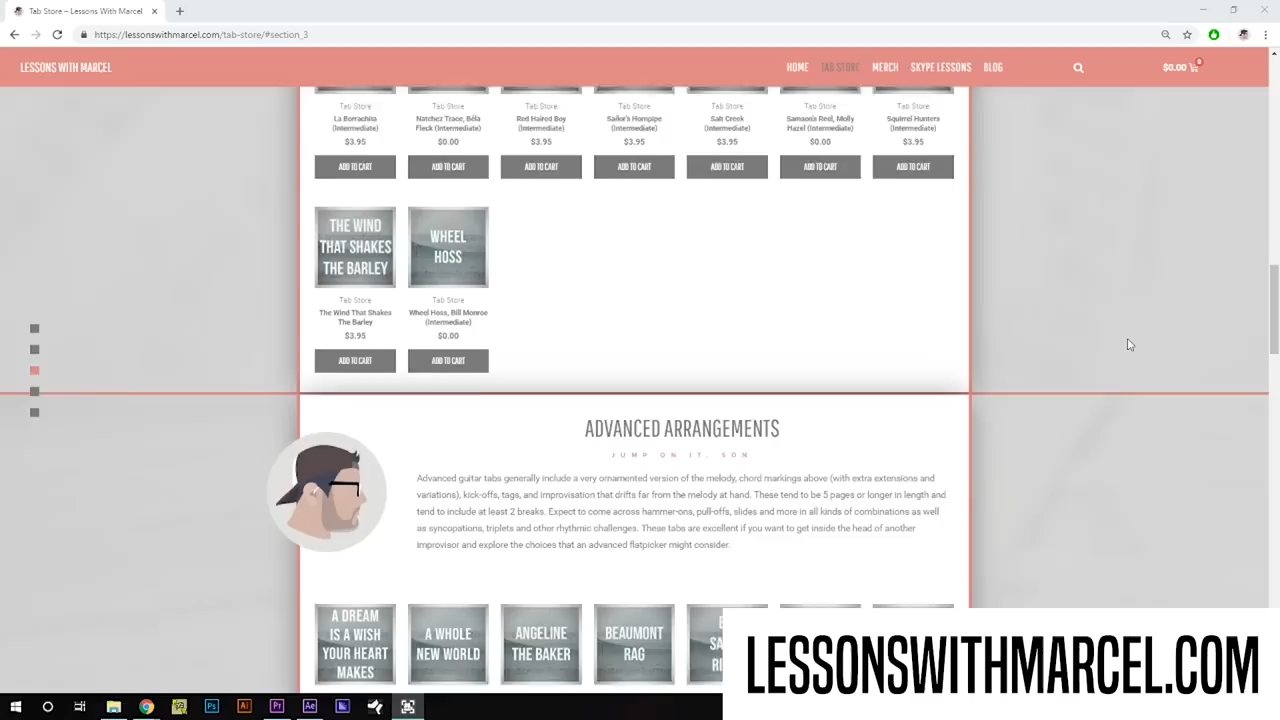 Tab Store – Lessons With Marcel
https://lessonswithmarcel.com/tab-store/#section_3
LESSONS WITH MARCEL
HOME TAB STORE MERCH SKYPE LESSONS BLOG
$0.00 0
Tab Store Tab Store Tab Store Tab Store Tab Store Tab Store Tab Store
La Borrachita Natchez Trace, Béla Red Haired Boy Sailor's Hornpipe Salt Creek Samson's Reel, Molly Squirrel Hunters
(Intermediate) Fleck (Intermediate) (Intermediate) (Intermediate) (Intermediate) Hazel (Intermediate) (Intermediate)
$3.95 $0.00 $3.95 $3.95 $3.95 $0.00 $3.95
ADD TO CART ADD TO CART ADD TO CART ADD TO CART ADD TO CART ADD TO CART ADD TO CART
THE WIND
THAT SHAKES
THE BARLEY
WHEEL
HOSS
Tab Store Tab Store
The Wind That Shakes Wheel Hoss, Bill Monroe
The Barley (Intermediate)
$3.95 $0.00
ADD TO CART ADD TO CART
ADVANCED ARRANGEMENTS
JUMP ON IT, SON
Advanced guitar tabs generally include a very ornamented version of the melody, chord markings above (with extra extensions and
variations), kick-offs, tags, and improvisation that drifts far from the melody at hand. These tend to be 5 pages or longer in length and
tend to include at least 2 breaks. Expect to come across hammer-ons, pull-offs, slides and more in all kinds of combinations as well
as syncopations, triplets and other rhythmic challenges. These tabs are excellent if you want to get inside the head of another
improvisor and explore the choices that an advanced flatpicker might consider.
A DREAM
IS A WISH
YOUR HEART
MAKES
A WHOLE
NEW WORLD
ANGELINE
THE BAKER
BEAUMONT
RAG
LESSONSWITHMARCEL.COM
Ps Ai Pr Ae